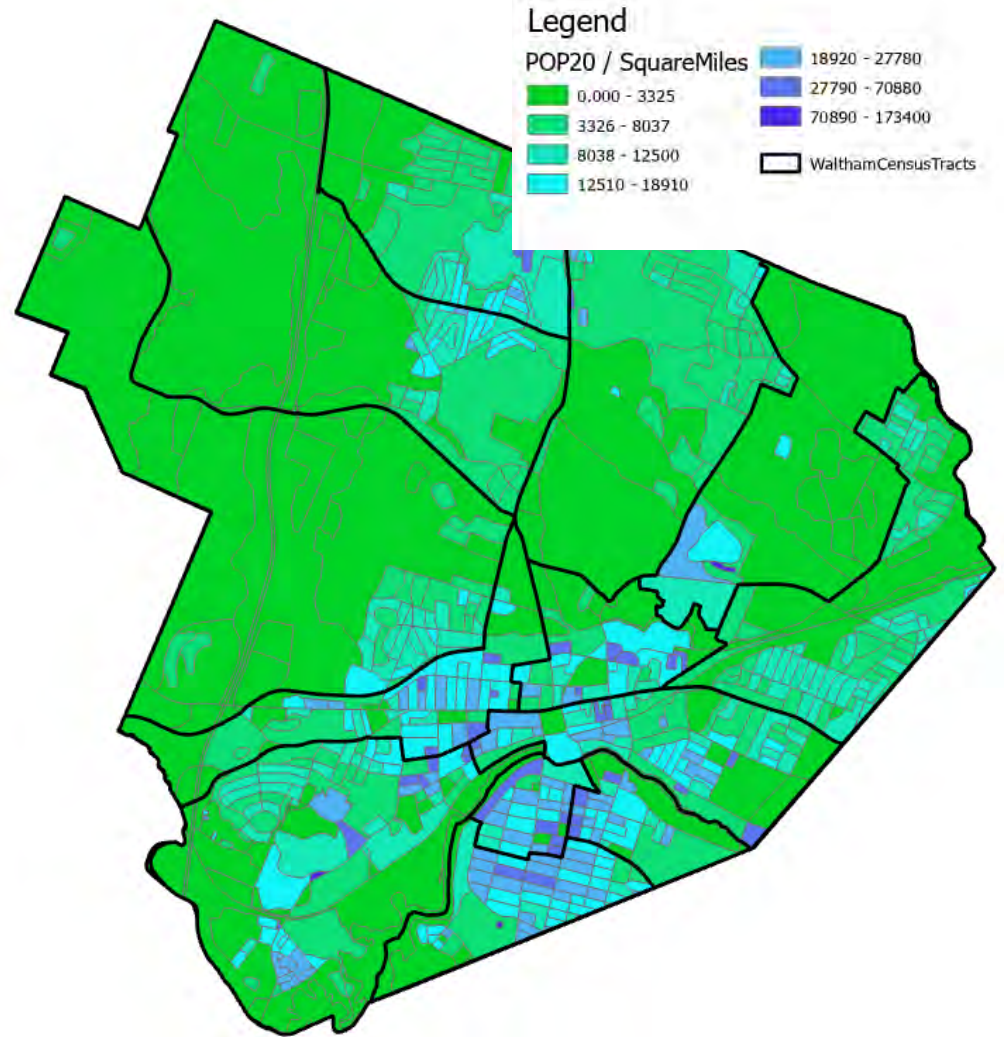 Legend
POP20 / SquareMiles
0.000 - 3325
3326 - 8037
8038 - 12500
12510 - 18910
18920 - 27780
27790 - 70880
70890 - 173400
WalthamCensusTracts